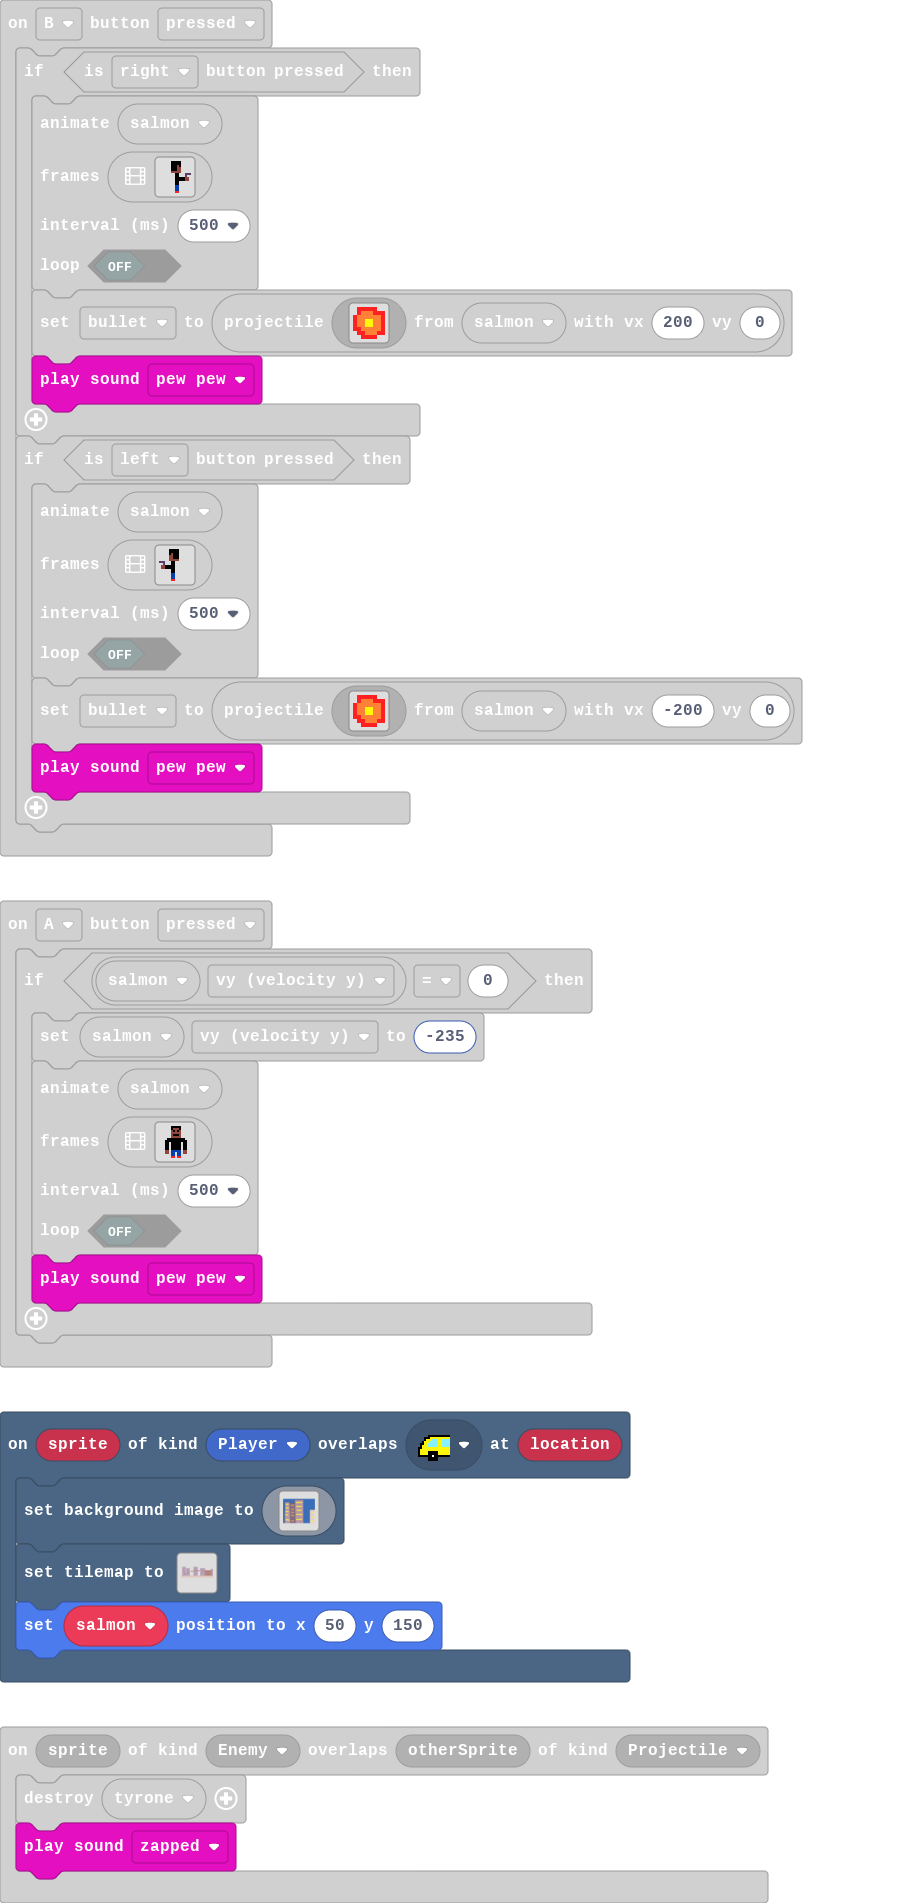 on B button pressed
if is right button pressed then
animate salmon
frames
interval (ms) 500
loop OFF
set bullet to projectile from salmon with vx 200 vy 0
play sound pew pew
if is left button pressed then
animate salmon
frames
interval (ms) 500
loop OFF
set bullet to projectile from salmon with vx -200 vy 0
play sound pew pew
on A button pressed
if salmon vy (velocity y) = 0 then
set salmon vy (velocity y) to -235
animate salmon
frames
interval (ms) 500
loop OFF
play sound pew pew
on sprite of kind Player overlaps at location
set background image to
set tilemap to
set salmon position to x 50 y 150
on sprite of kind Enemy overlaps otherSprite of kind Projectile
destroy tyrone
play sound zapped